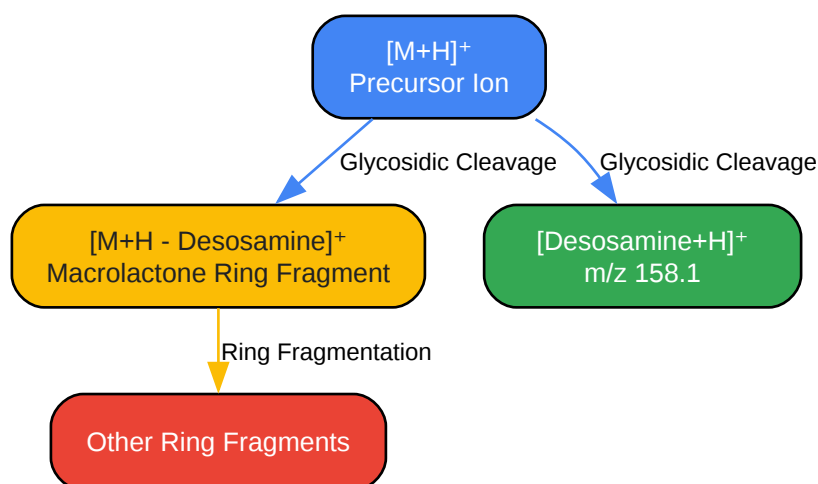 [M+H]⁺
Precursor Ion
Glycosidic Cleavage
Glycosidic Cleavage
[M+H - Desosamine]⁺
Macrolactone Ring Fragment
[Desosamine+H]⁺
m/z 158.1
Ring Fragmentation
Other Ring Fragments